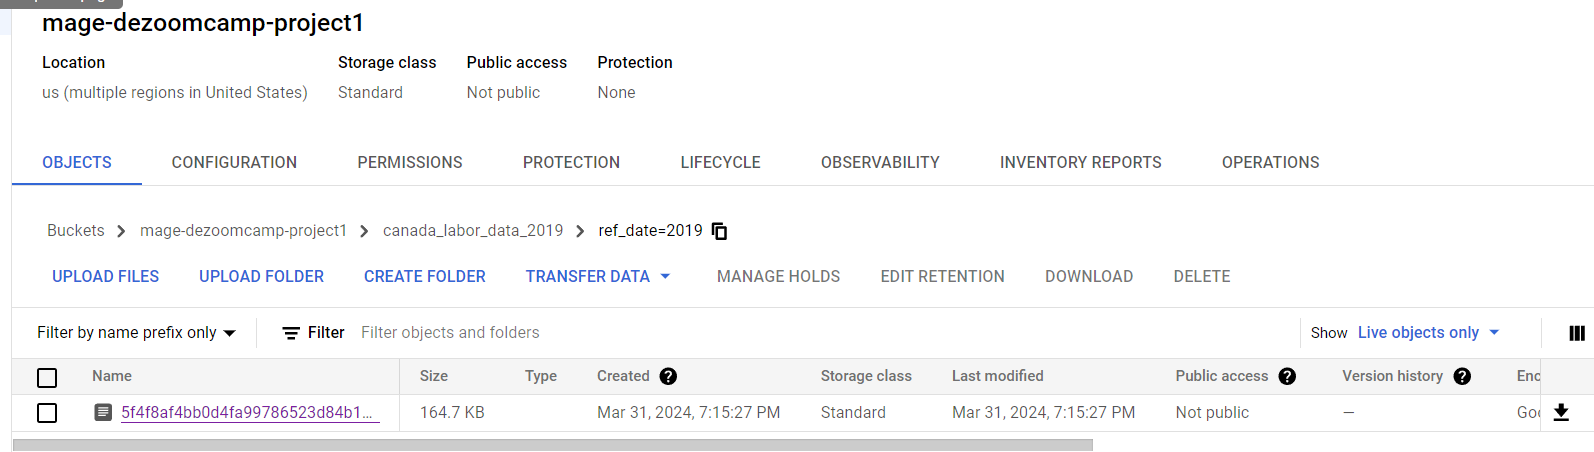 mage-dezoomcamp-project1
Location Storage class Public access Protection
us (multiple regions in United States) Standard Not public None
OBJECTS CONFIGURATION PERMISSIONS PROTECTION LIFECYCLE OBSERVABILITY INVENTORY REPORTS OPERATIONS
Buckets > mage-dezoomcamp-project1 > canada_labor_data_2019 > ref_date=2019
UPLOAD FILES UPLOAD FOLDER CREATE FOLDER TRANSFER DATA MANAGE HOLDS EDIT RETENTION DOWNLOAD DELETE
Filter by name prefix only Filter Filter objects and folders Show Live objects only
Name Size Type Created ? Storage class Last modified Public access ? Version history ? Enc
5f4f8af4bb0d4fa99786523d84b1... 164.7 KB Mar 31, 2024, 7:15:27 PM Standard Mar 31, 2024, 7:15:27 PM Not public — Goo